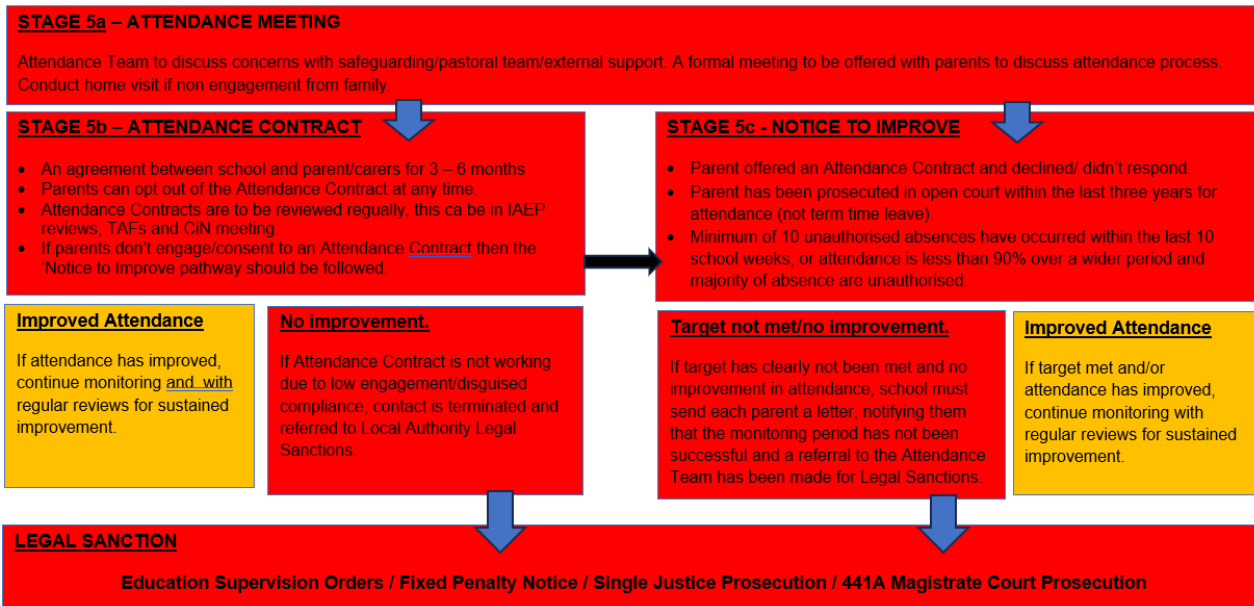 STAGE 5a – ATTENDANCE MEETING
Attendance Team to discuss concerns with safeguarding/pastoral team/external support. A formal meeting to be offered with parents to discuss attendance process.
Conduct home visit if non engagement from family.
STAGE 5b – ATTENDANCE CONTRACT
• An agreement between school and parent/carers for 3 – 6 months
• Parents can opt out of the Attendance Contract at any time.
• Attendance Contracts are to be reviewed regually, this ca be in IAEP
reviews, TAFs and CiN meeting.
• If parents don't engage/consent to an Attendance Contract then the
'Notice to Improve pathway should be followed.
STAGE 5c - NOTICE TO IMPROVE
• Parent offered an Attendance Contract and declined/ didn't respond.
• Parent has been prosecuted in open court within the last three years for
attendance (not term time leave).
• Minimum of 10 unauthorised absences have occurred within the last 10
school weeks, or attendance is less than 90% over a wider period and
majority of absence are unauthorised.
Improved Attendance
If attendance has improved,
continue monitoring and with
regular reviews for sustained
improvement.
No improvement.
If Attendance Contract is not working
due to low engagement/disguised
compliance, contact is terminated and
referred to Local Authority Legal
Sanctions.
Target not met/no improvement.
If target has clearly not been met and no
improvement in attendance, school must
send each parent a letter, notifying them
that the monitoring period has not been
successful and a referral to the Attendance
Team has been made for Legal Sanctions.
Improved Attendance
If target met and/or
attendance has improved,
continue monitoring with
regular reviews for sustained
improvement.
LEGAL SANCTION
Education Supervision Orders / Fixed Penalty Notice / Single Justice Prosecution / 441A Magistrate Court Prosecution